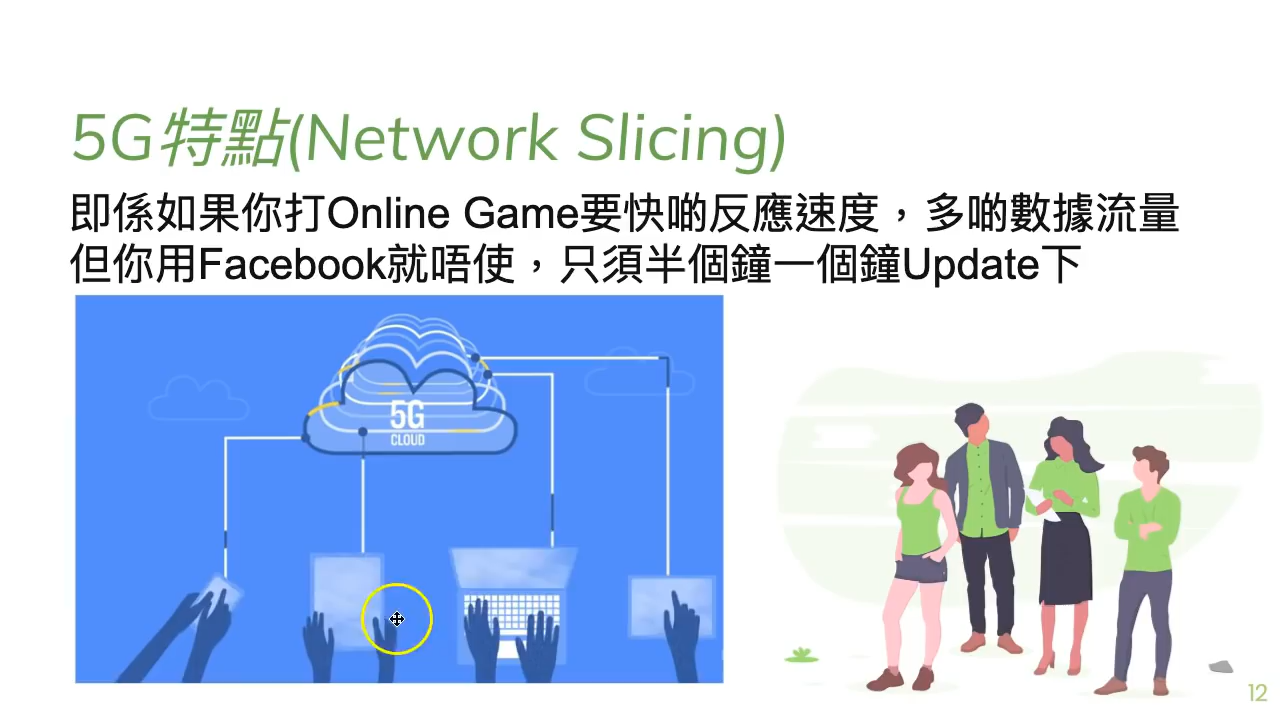 5G特點(Network Slicing)
即係如果你打Online Game要快啲反應速度，多啲數據流量
但你用Facebook就唔使，只須半個鐘一個鐘Update下
5G
CLOUD
12